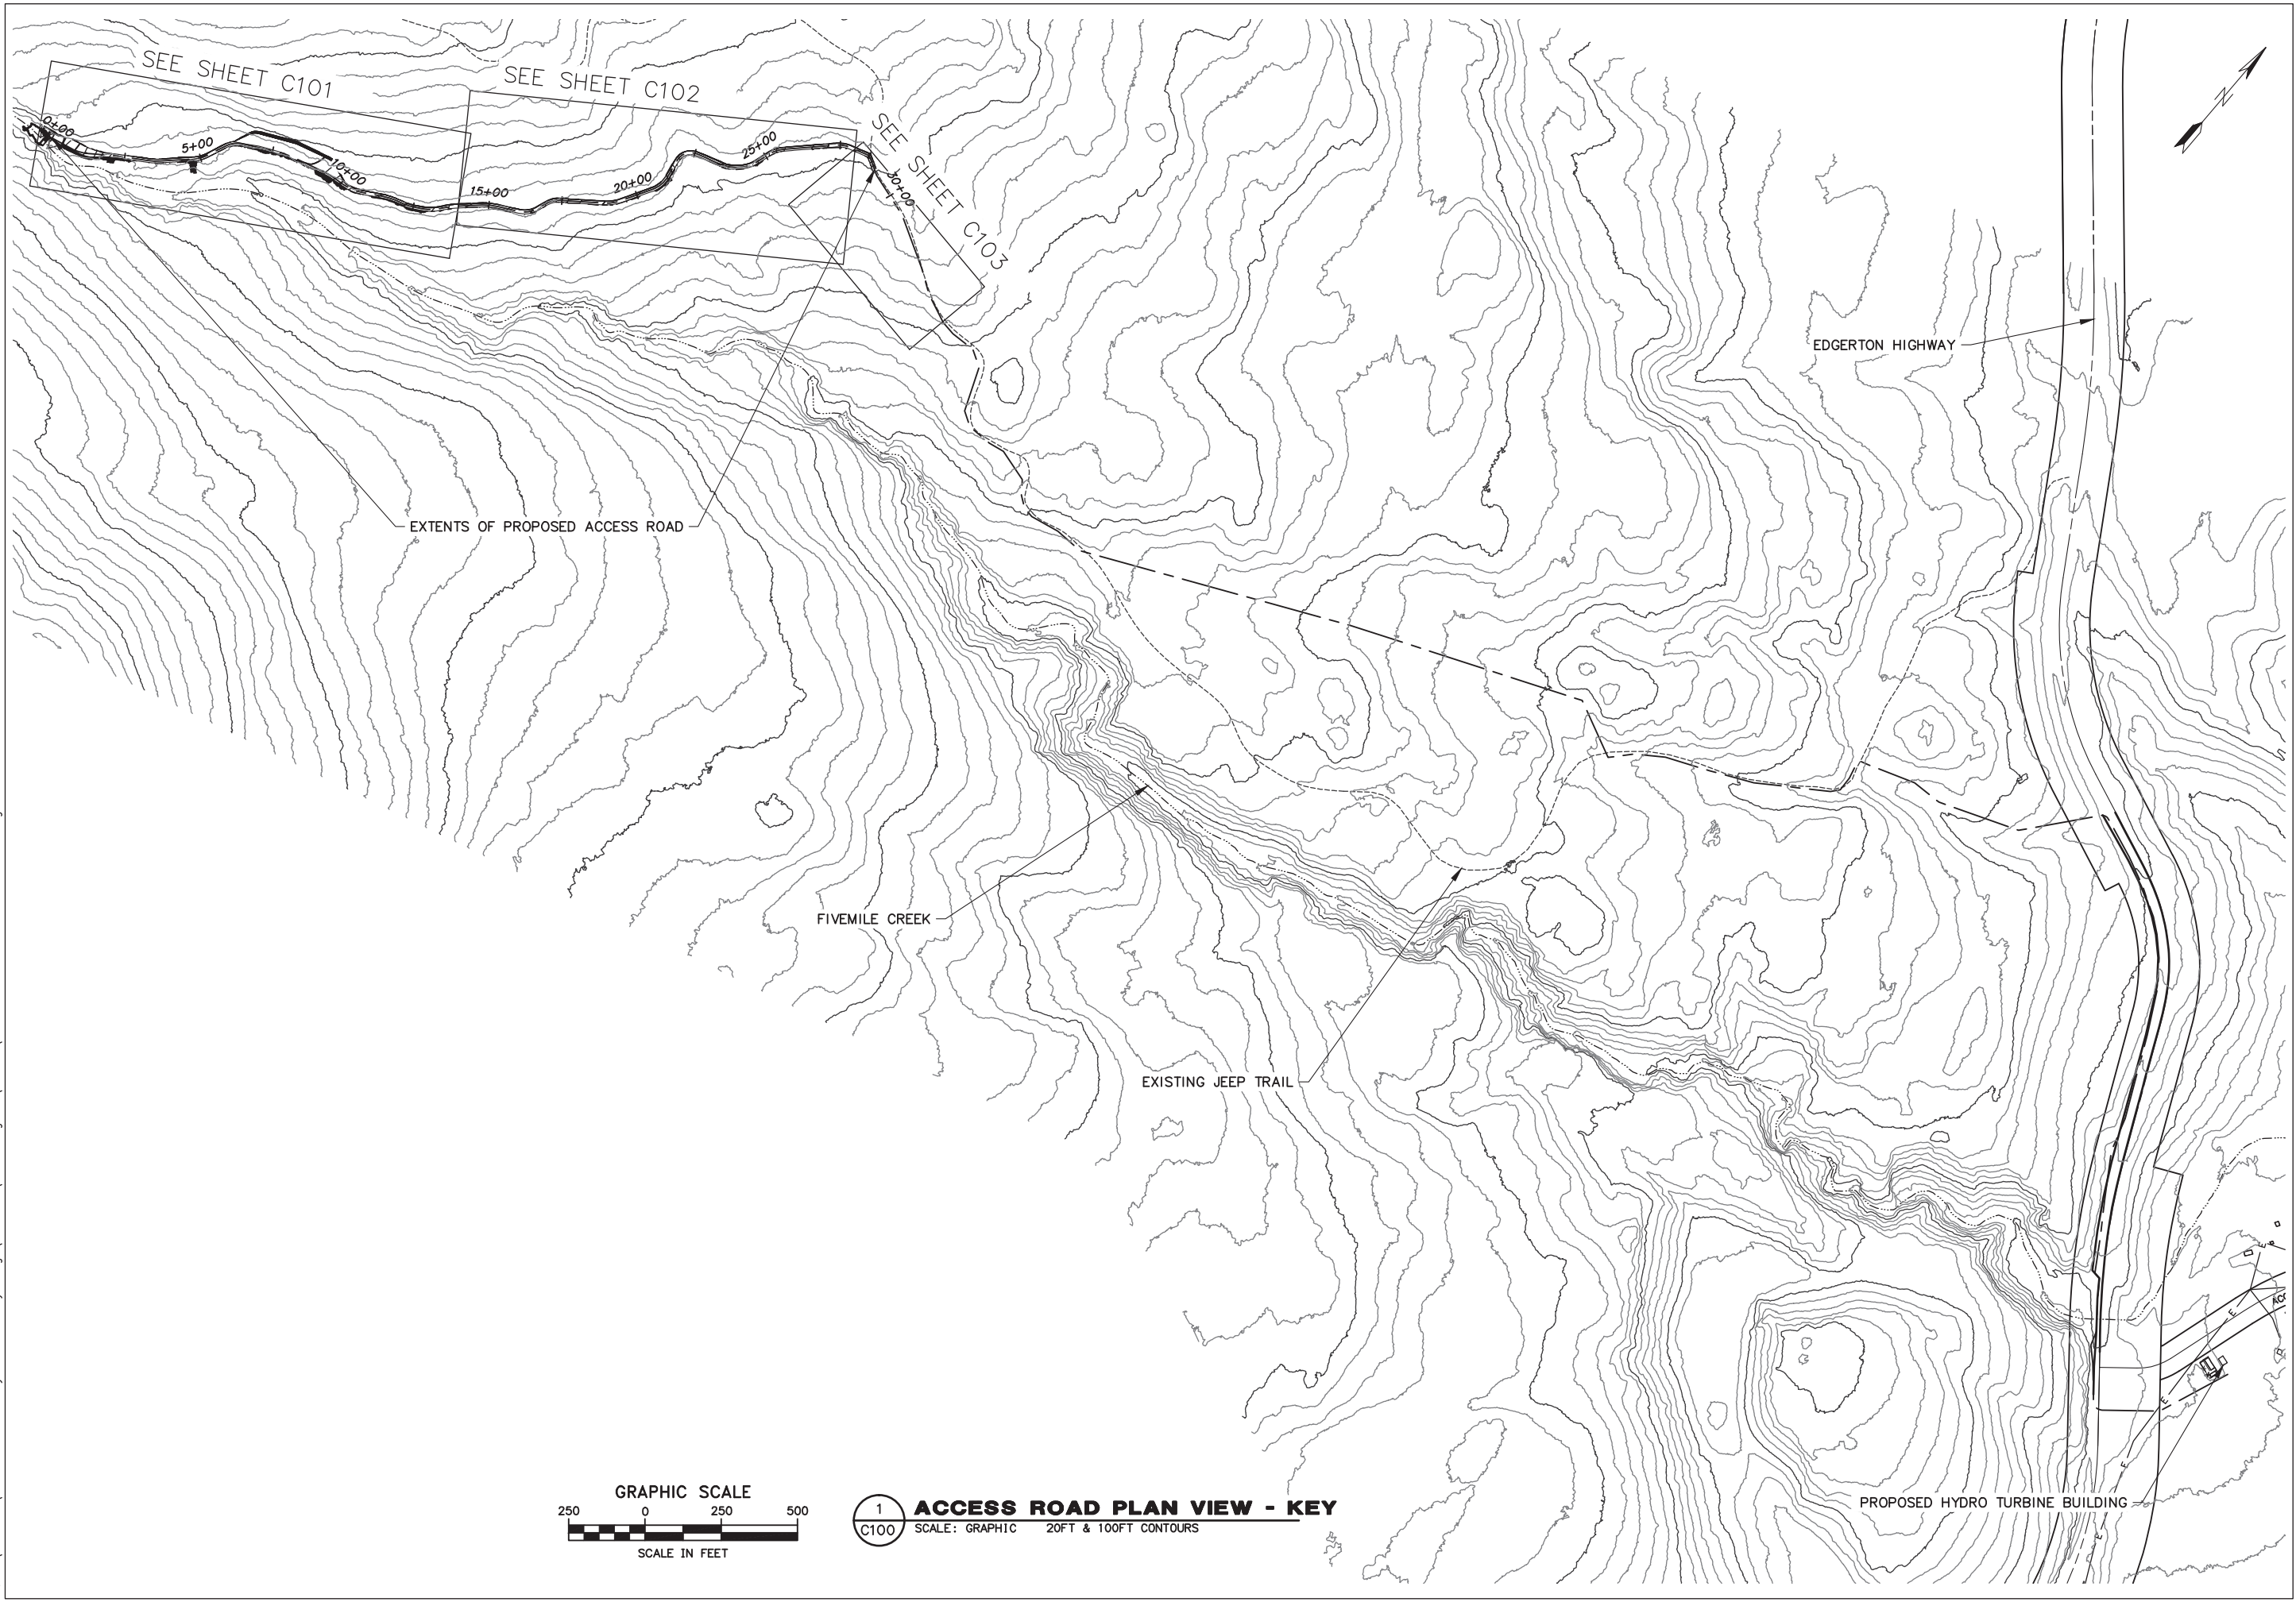 SEE SHEET C101
SEE SHEET C102
SEE SHEET C103
0+00
5+00
10+00
15+00
20+00
25+00
30+00
N
EDGERTON HIGHWAY
EXTENTS OF PROPOSED ACCESS ROAD
FIVEMILE CREEK
EXISTING JEEP TRAIL
E
E
E
E
E
ACC
PROPOSED HYDRO TURBINE BUILDING
GRAPHIC SCALE
250 0 250 500
SCALE IN FEET
1
C100
ACCESS ROAD PLAN VIEW - KEY
SCALE: GRAPHIC 20FT & 100FT CONTOURS